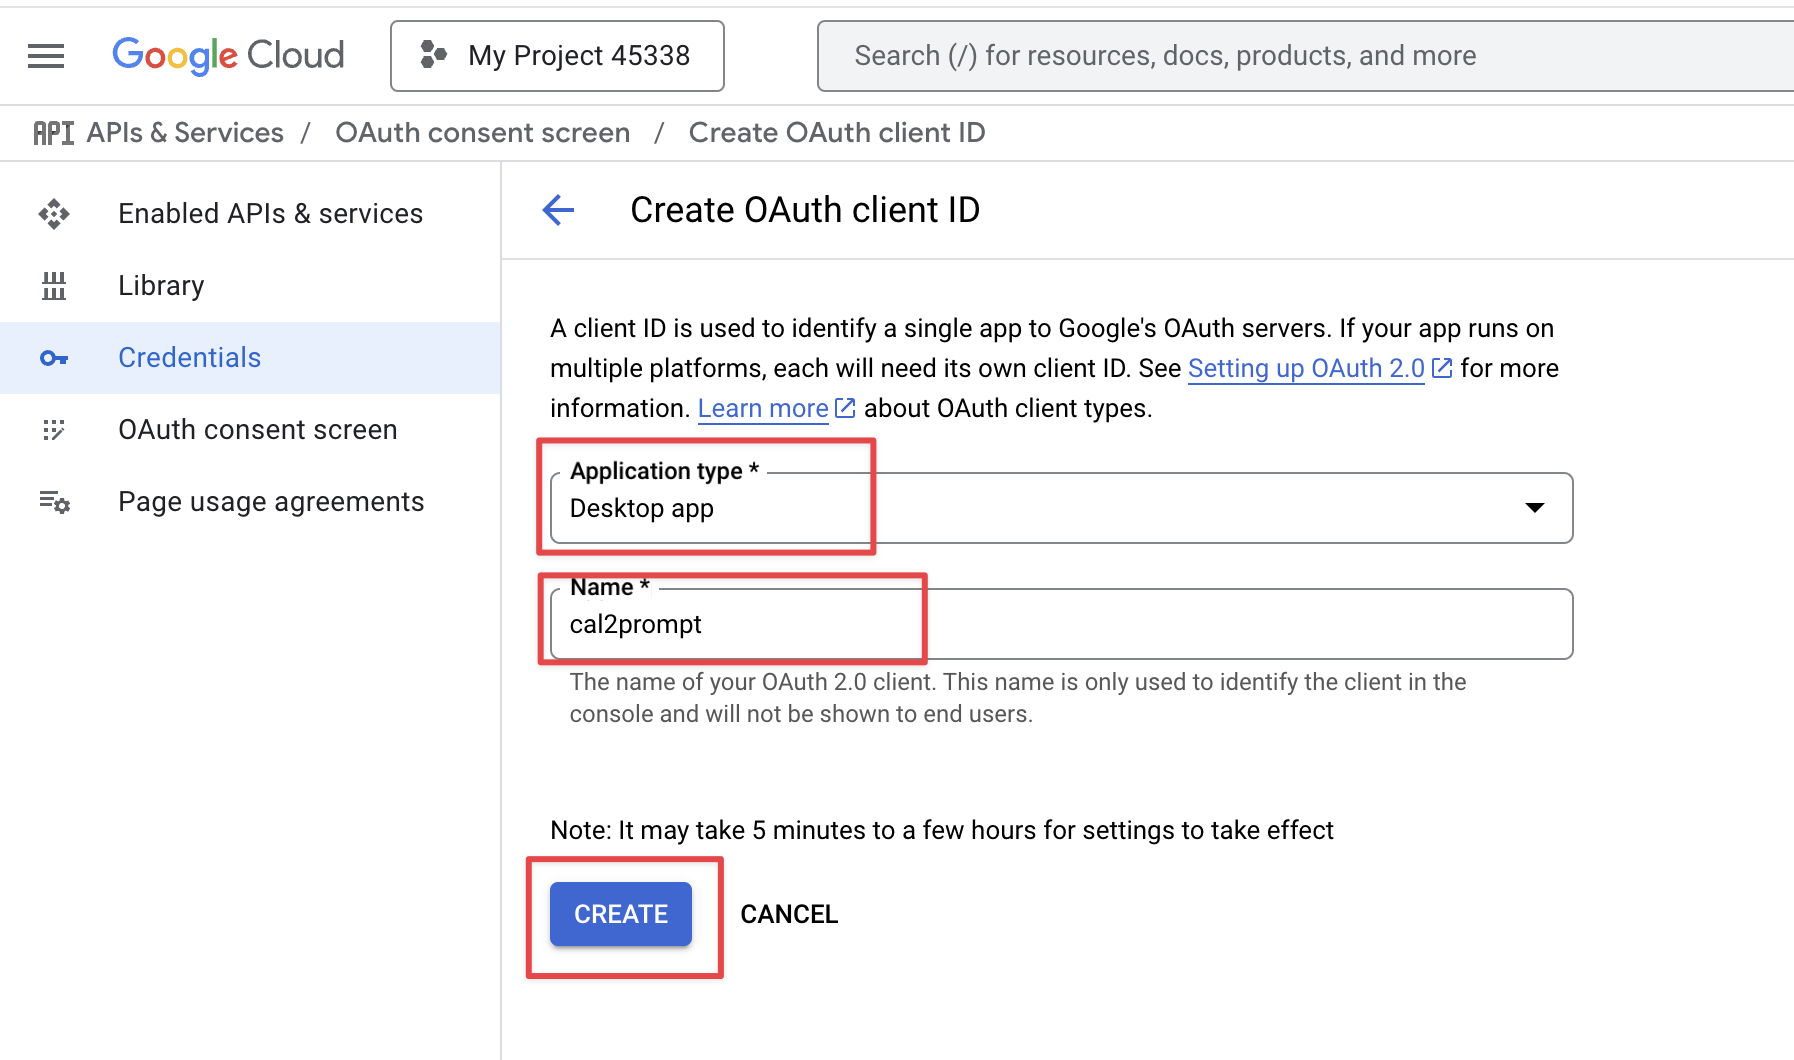 Google Cloud
My Project 45338
Search (/) for resources, docs, products, and more
API APIs & Services / OAuth consent screen / Create OAuth client ID
Enabled APIs & services
Library
Credentials
OAuth consent screen
Page usage agreements
Create OAuth client ID
A client ID is used to identify a single app to Google's OAuth servers. If your app runs on
multiple platforms, each will need its own client ID. See Setting up OAuth 2.0 for more
information. Learn more about OAuth client types.
Application type *
Desktop app
Name *
cal2prompt
The name of your OAuth 2.0 client. This name is only used to identify the client in the
console and will not be shown to end users.
Note: It may take 5 minutes to a few hours for settings to take effect
CREATE
CANCEL